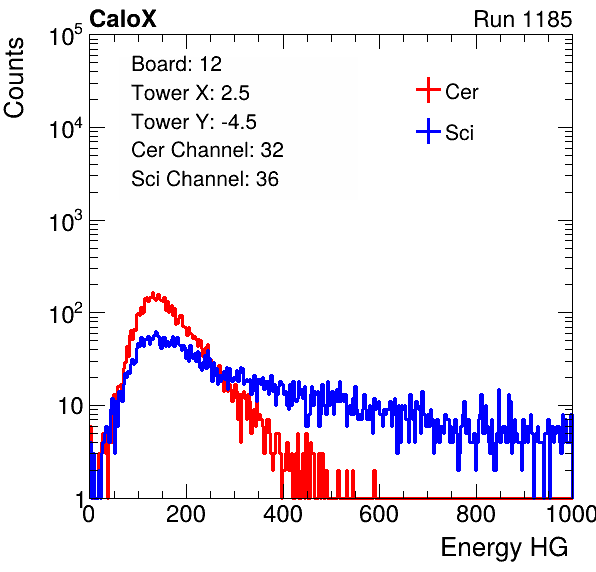 CaloX Run 1185
Counts
Board: 12
Tower X: 2.5
Tower Y: -4.5
Cer Channel: 32
Sci Channel: 36
Cer
Sci
10^5
10^4
10^3
10^2
10
1
0 200 400 600 800 1000
Energy HG